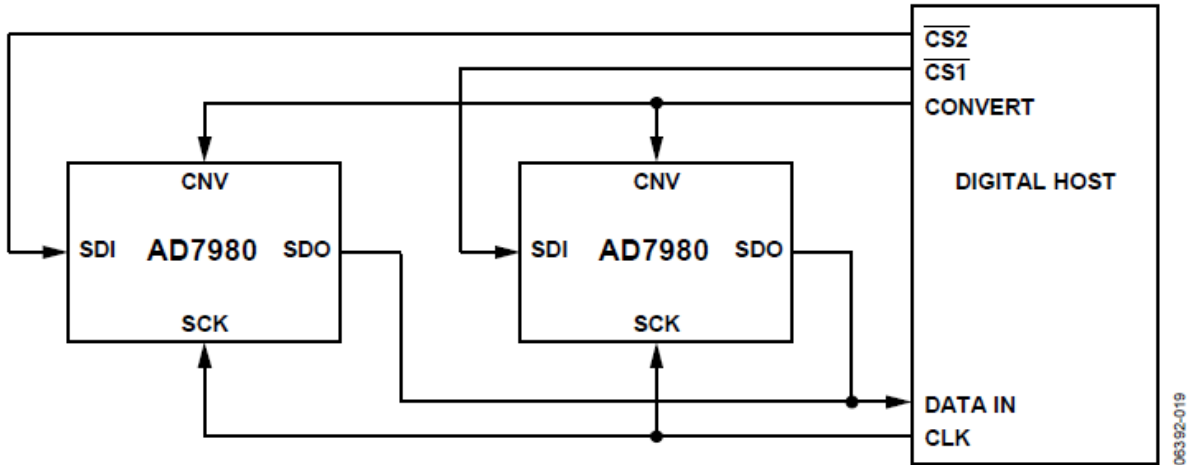 CS2
CS1
CONVERT
CNV
CNV
DIGITAL HOST
SDI
AD7980
SDO
SDI
AD7980
SDO
SCK
SCK
DATA IN
CLK
06392-019